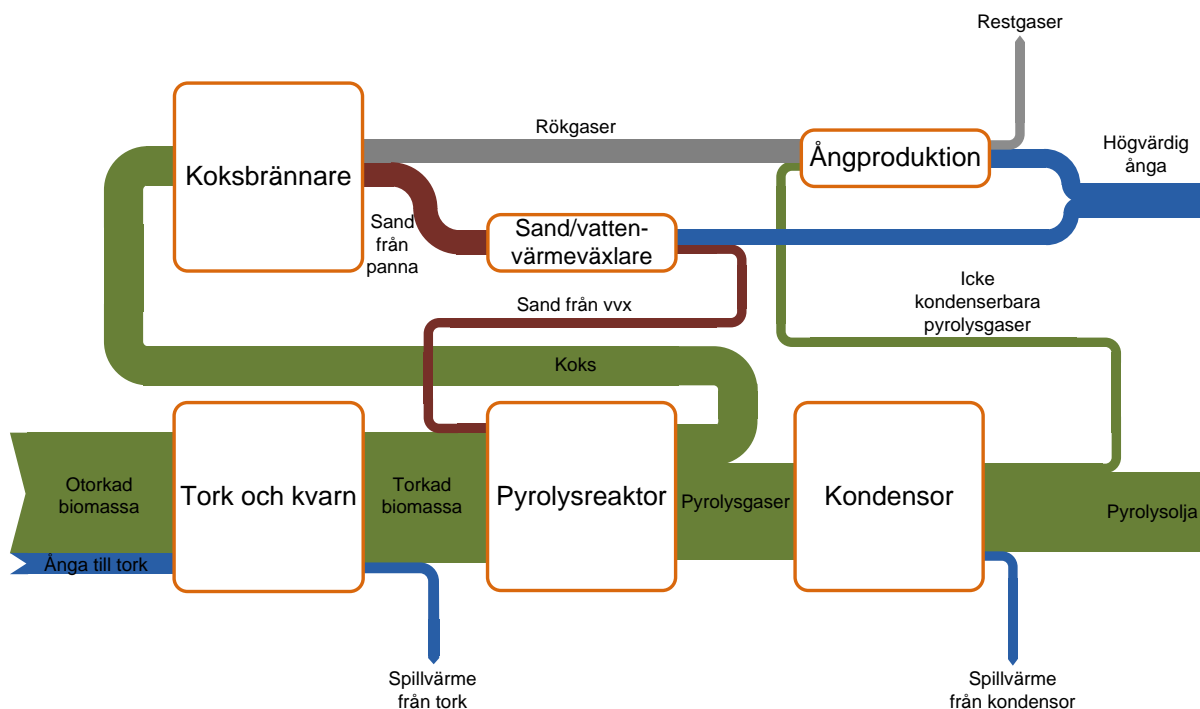 Restgaser
Rökgaser
Högvärdig
ånga
Ångproduktion
Koksbrännare
Sand
från
panna
Sand/vatten-
värmeväxlare
Icke
kondenserbara
pyrolysgaser
Sand från vvx
Koks
Otorkad
biomassa
Tork och kvarn
Torkad
biomassa
Pyrolysreaktor
Pyrolysgaser
Kondensor
Pyrolysolja
Ånga till tork
Spillvärme
från tork
Spillvärme
från kondensor